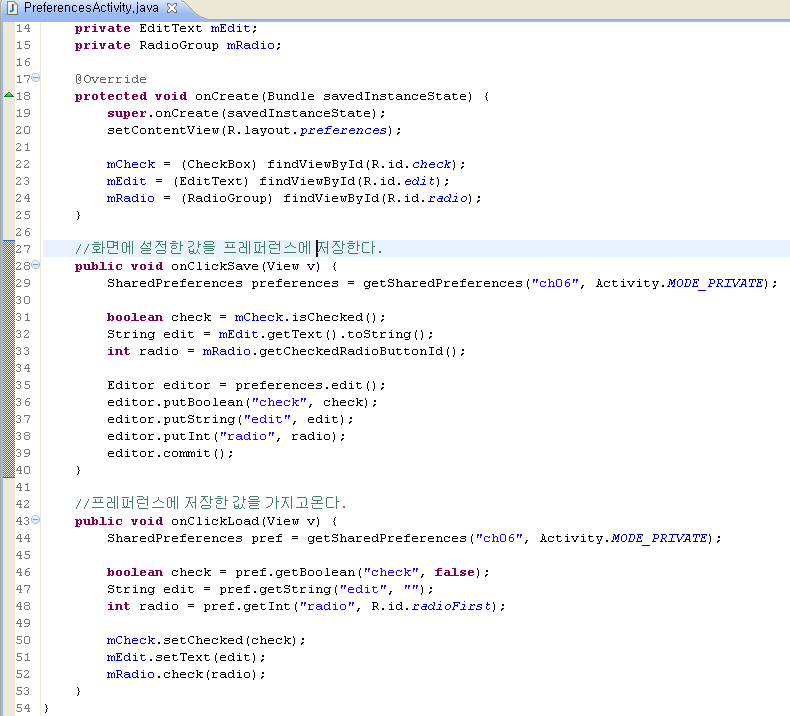 PreferencesActivity.java
14 private EditText mEdit;
15 private RadioGroup mRadio;
16
17 @Override
18 protected void onCreate(Bundle savedInstanceState) {
19 super.onCreate(savedInstanceState);
20 setContentView(R.layout.preferences);
21
22 mCheck = (CheckBox) findViewById(R.id.check);
23 mEdit = (EditText) findViewById(R.id.edit);
24 mRadio = (RadioGroup) findViewById(R.id.radio);
25 }
26
27 //화면에 설정한 값을 프레퍼런스에 저장한다.
28 public void onClickSave(View v) {
29 SharedPreferences preferences = getSharedPreferences("ch06", Activity.MODE_PRIVATE);
30
31 boolean check = mCheck.isChecked();
32 String edit = mEdit.getText().toString();
33 int radio = mRadio.getCheckedRadioButtonId();
34
35 Editor editor = preferences.edit();
36 editor.putBoolean("check", check);
37 editor.putString("edit", edit);
38 editor.putInt("radio", radio);
39 editor.commit();
40 }
41
42 //프레퍼런스에 저장한 값을 가지고온다.
43 public void onClickLoad(View v) {
44 SharedPreferences pref = getSharedPreferences("ch06", Activity.MODE_PRIVATE);
45
46 boolean check = pref.getBoolean("check", false);
47 String edit = pref.getString("edit", "");
48 int radio = pref.getInt("radio", R.id.radioFirst);
49
50 mCheck.setChecked(check);
51 mEdit.setText(edit);
52 mRadio.check(radio);
53 }
54 }